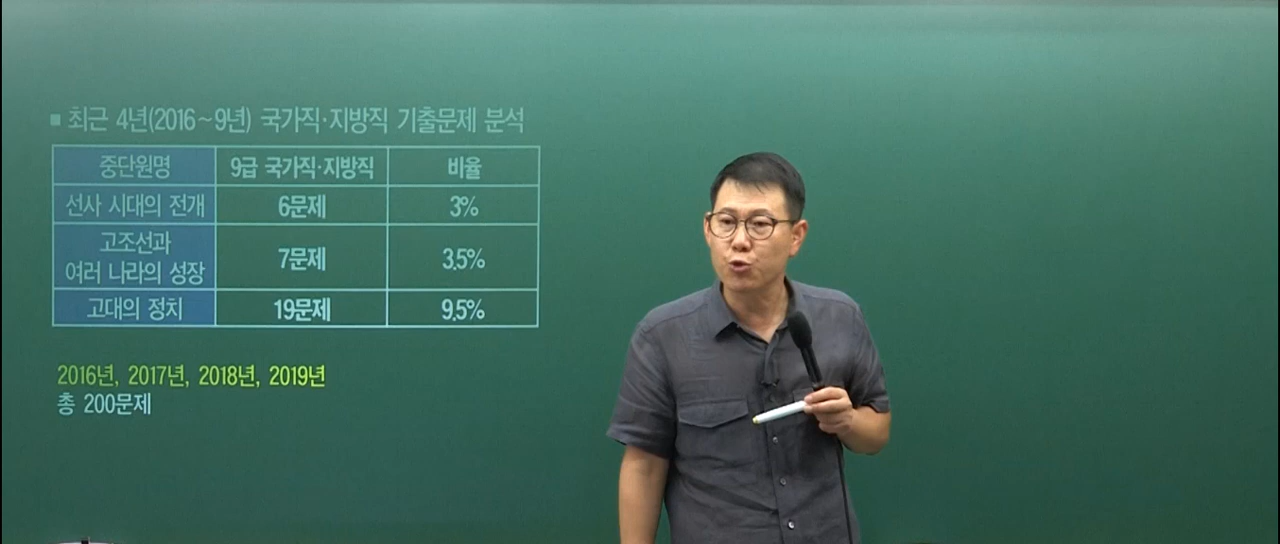 ■ 최근 4년(2016~9년) 국가직·지방직 기출문제 분석
중단원명 9급 국가직·지방직 비율
선사 시대의 전개 6문제 3%
고조선과
여러 나라의 성장 7문제 3.5%
고대의 정치 19문제 9.5%
2016년, 2017년, 2018년, 2019년
총 200문제